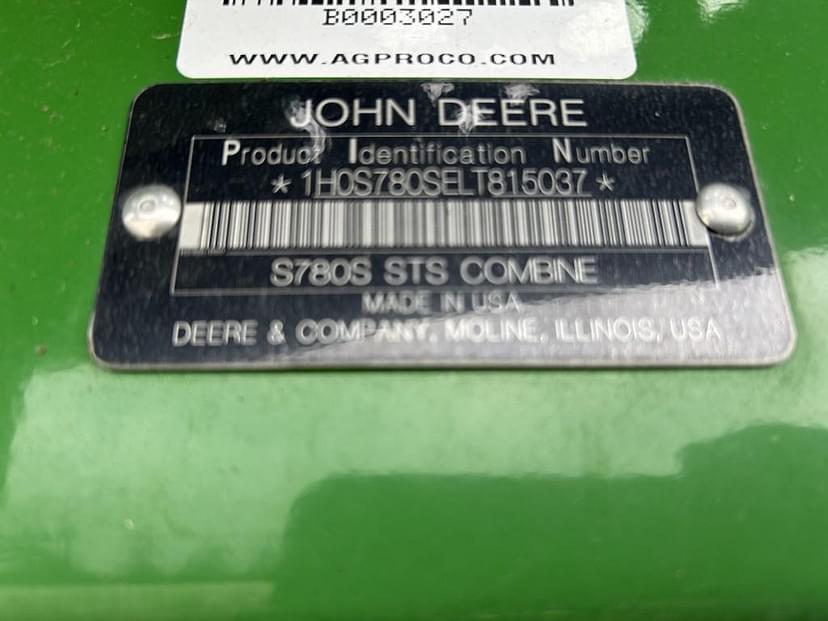 B0003027
WWW.AGPROCO.COM
JOHN DEERE
Product Identification Number
*1H0S780SELT815037*
S780S STS COMBINE
MADE IN USA
DEERE & COMPANY, MOLINE, ILLINOIS, USA